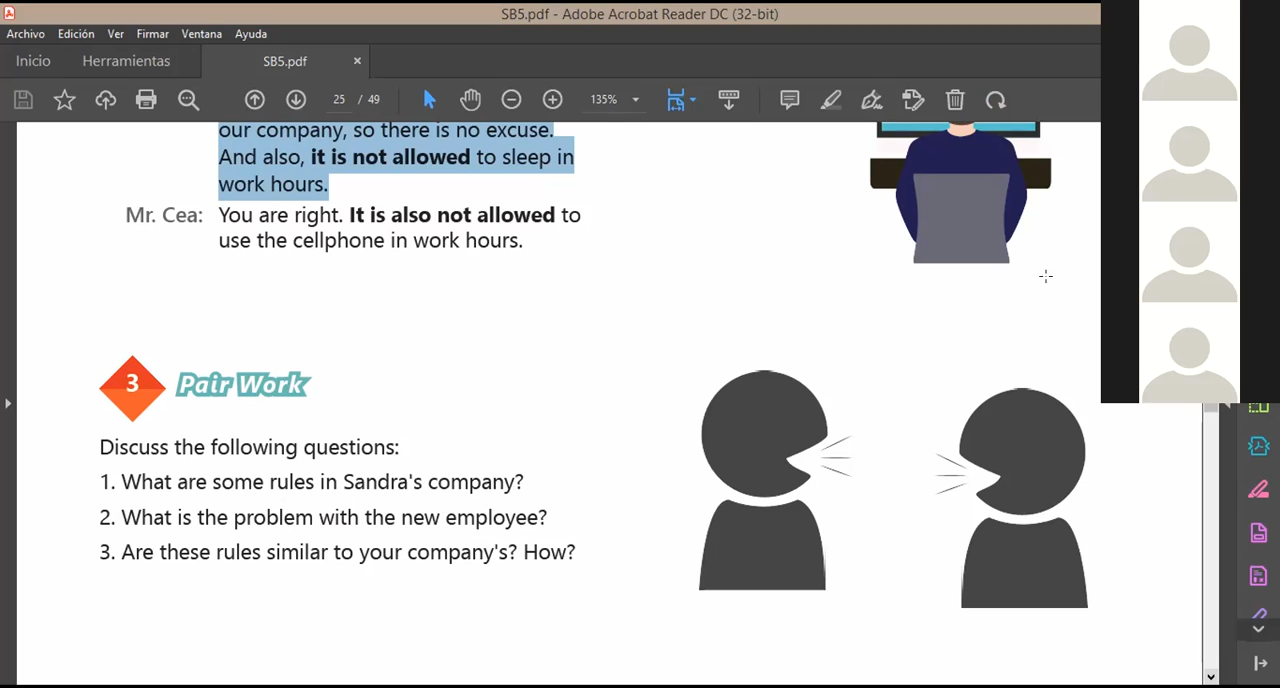 SB5.pdf - Adobe Acrobat Reader DC (32-bit)
Archivo Edición Ver Firmar Ventana Ayuda
Inicio Herramientas SB5.pdf ×
25 / 49 135%
our company, so there is no excuse.
And also, it is not allowed to sleep in
work hours.
Mr. Cea: You are right. It is also not allowed to
use the cellphone in work hours.
3 Pair Work
Discuss the following questions:
1. What are some rules in Sandra's company?
2. What is the problem with the new employee?
3. Are these rules similar to your company's? How?